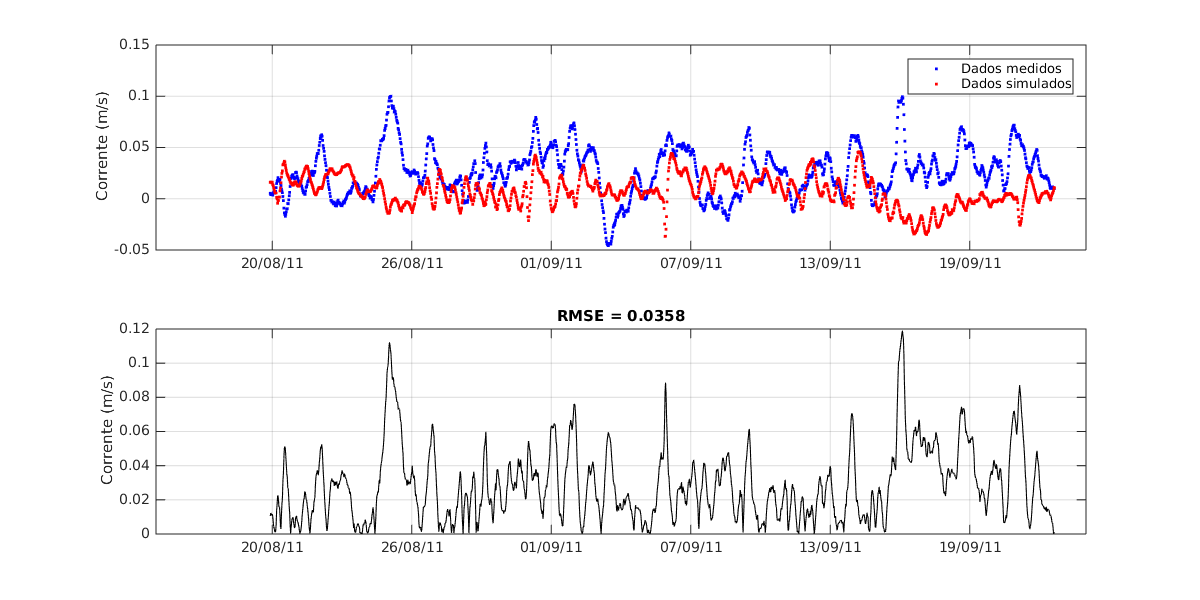 0.15
Dados medidos
Dados simulados
0.1
0.05
0
-0.05
Corrente (m/s)
20/08/11 26/08/11 01/09/11 07/09/11 13/09/11 19/09/11
RMSE = 0.0358
0.12
0.1
0.08
0.06
0.04
0.02
0
Corrente (m/s)
20/08/11 26/08/11 01/09/11 07/09/11 13/09/11 19/09/11